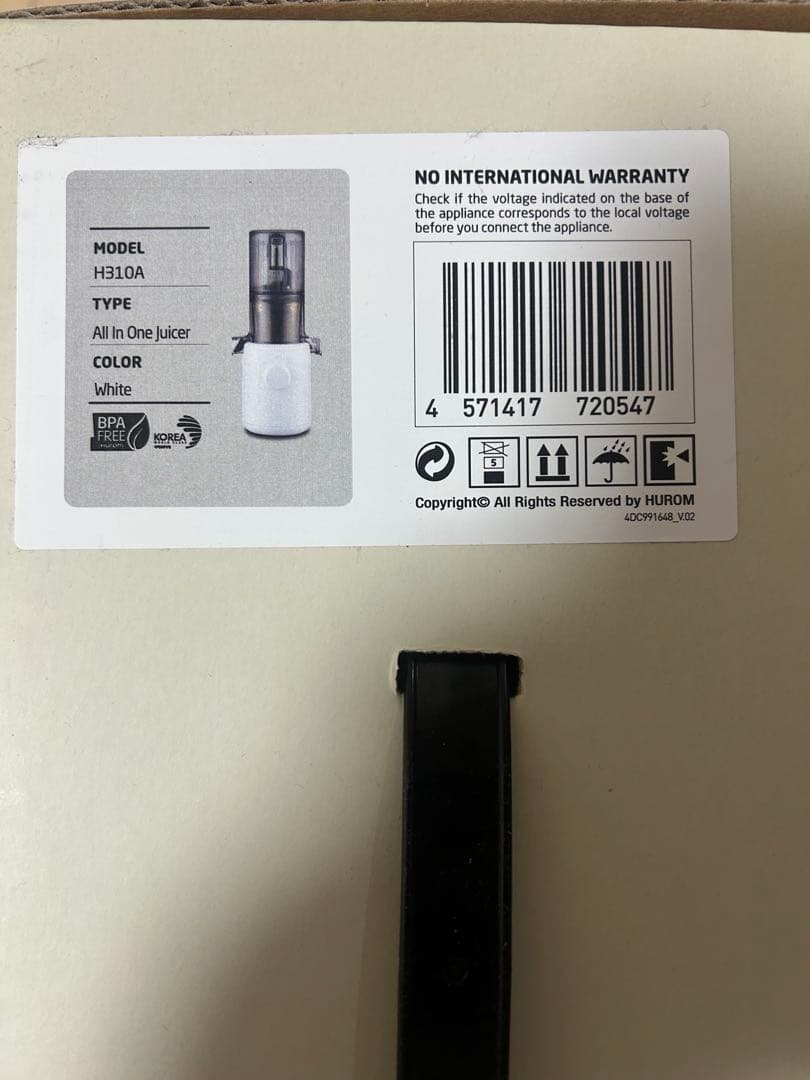 MODEL
H310A
TYPE
All In One Juicer
COLOR
White
BPA
FREE
HUROM
KOREA
NO INTERNATIONAL WARRANTY
Check if the voltage indicated on the base of
the appliance corresponds to the local voltage
before you connect the appliance.
4 571417 720547
5
Copyright© All Rights Reserved by HUROM
4DC991648_V.02